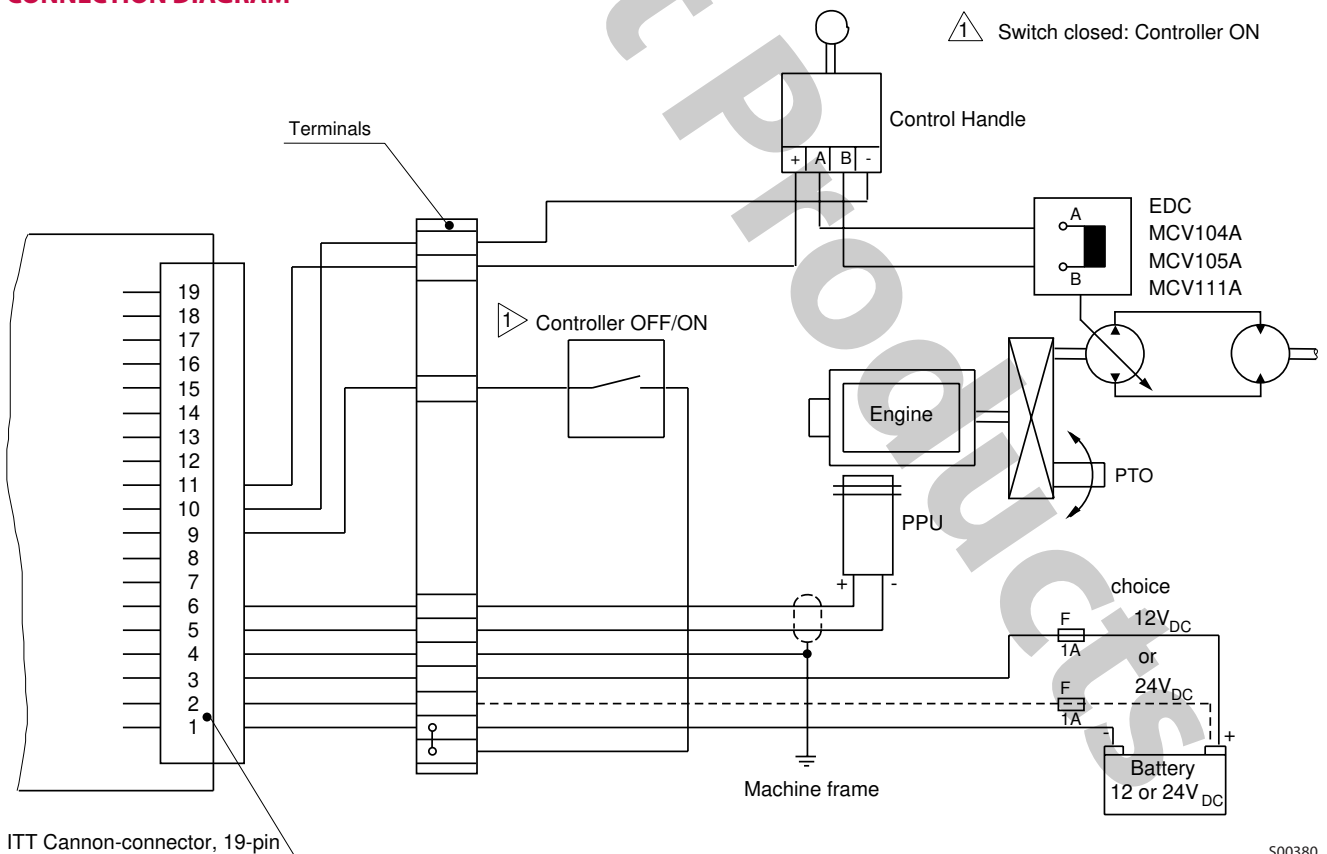 CONNECTION DIAGRAM
1 Switch closed: Controller ON
Control Handle
+ A B -
Terminals
A
B
EDC
MCV104A
MCV105A
MCV111A
1 Controller OFF/ON
Engine
PTO
PPU
+ -
19
18
17
16
15
14
13
12
11
10
9
8
7
6
5
4
3
2
1
choice
F 12VDC
1A or
F 24VDC
1A
- +
Battery
12 or 24VDC
Machine frame
ITT Cannon-connector, 19-pin
S00380
t Products